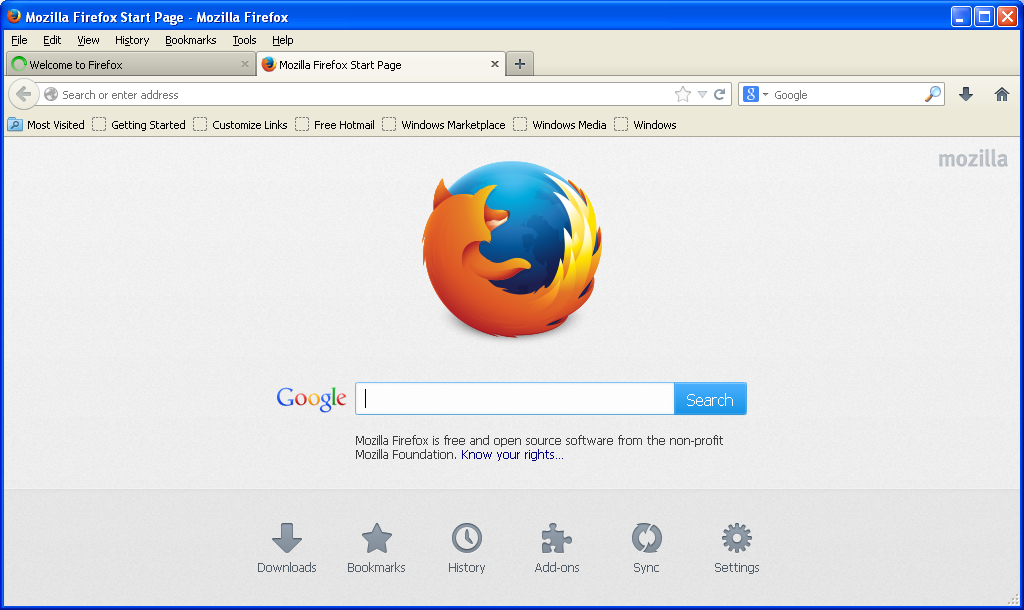 Mozilla Firefox Start Page - Mozilla Firefox
File Edit View History Bookmarks Tools Help
Welcome to Firefox Mozilla Firefox Start Page
Search or enter address 8 Google
Most Visited Getting Started Customize Links Free Hotmail Windows Marketplace Windows Media Windows
mozilla
Google Search
Mozilla Firefox is free and open source software from the non-profit
Mozilla Foundation. Know your rights...
Downloads Bookmarks History Add-ons Sync Settings